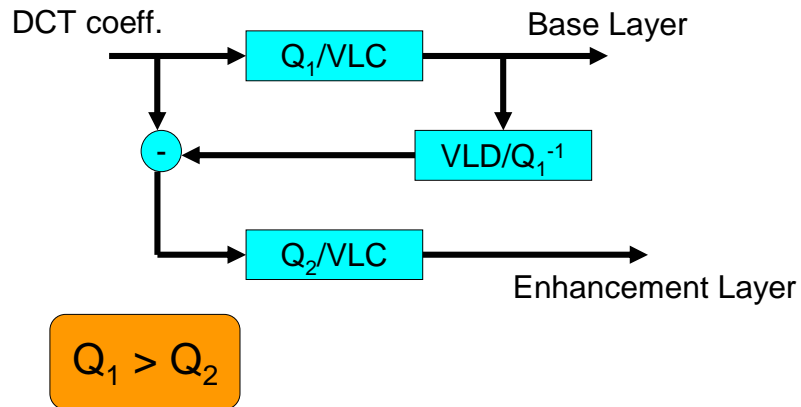 DCT coeff.
Base Layer
Q₁/VLC
-
VLD/Q₁⁻¹
Q₂/VLC
Enhancement Layer
Q₁ > Q₂